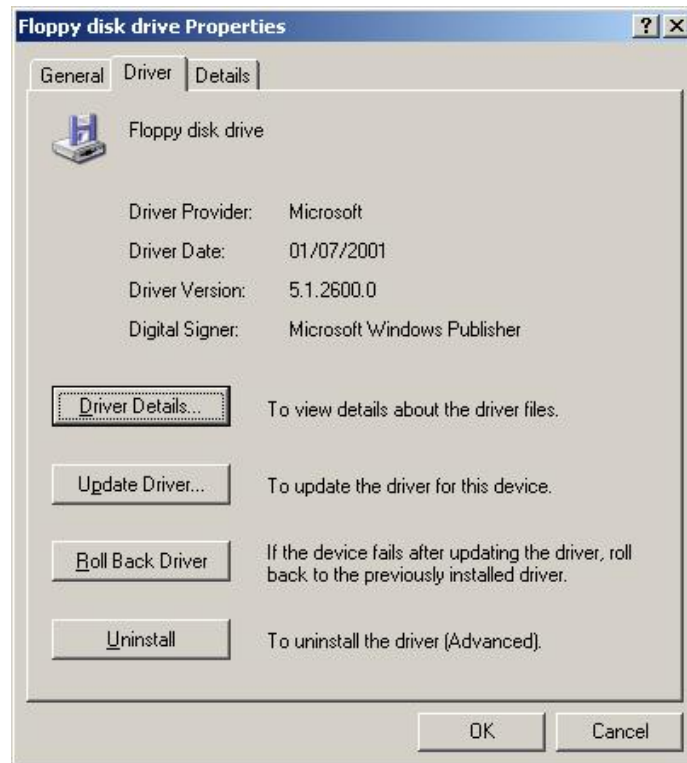 Floppy disk drive Properties
General Driver Details
Floppy disk drive
Driver Provider: Microsoft
Driver Date: 01/07/2001
Driver Version: 5.1.2600.0
Digital Signer: Microsoft Windows Publisher
Driver Details... To view details about the driver files.
Update Driver... To update the driver for this device.
Roll Back Driver If the device fails after updating the driver, roll
back to the previously installed driver.
Uninstall To uninstall the driver (Advanced).
OK Cancel